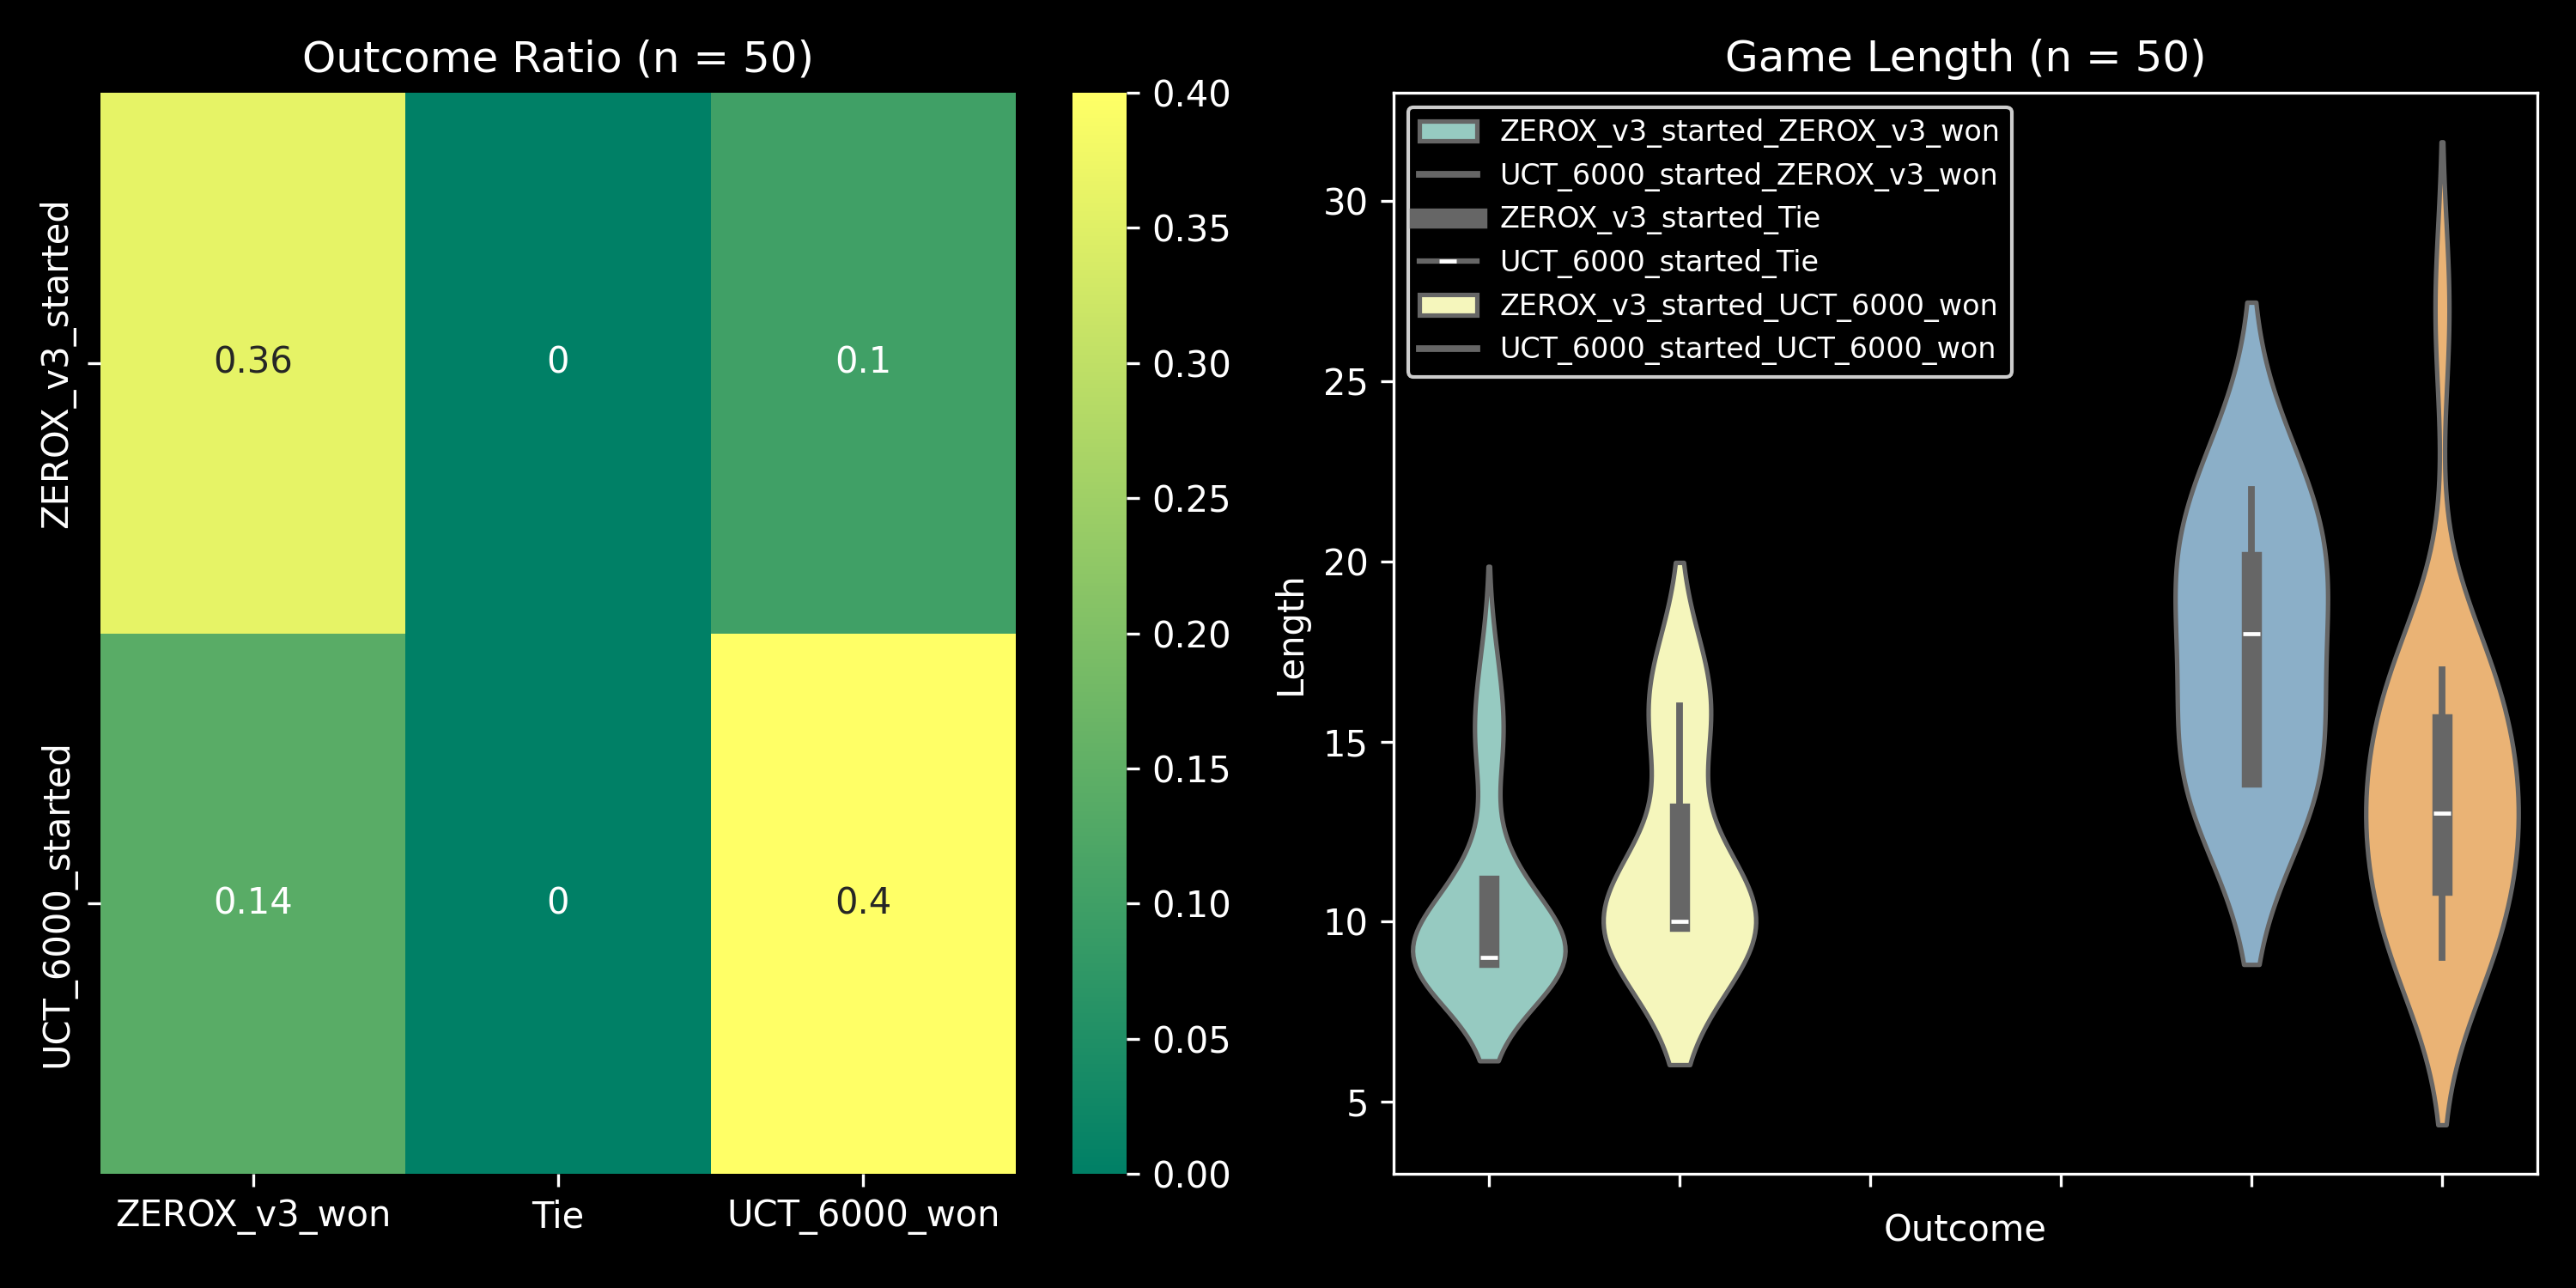 Outcome Ratio (n = 50)
ZEROX_v3_started
UCT_6000_started
0.36
0
0.1
0.14
0
0.4
ZEROX_v3_won
Tie
UCT_6000_won
0.40
0.35
0.30
0.25
0.20
0.15
0.10
0.05
0.00
Game Length (n = 50)
ZEROX_v3_started_ZEROX_v3_won
UCT_6000_started_ZEROX_v3_won
ZEROX_v3_started_Tie
UCT_6000_started_Tie
ZEROX_v3_started_UCT_6000_won
UCT_6000_started_UCT_6000_won
Length
30
25
20
15
10
5
Outcome